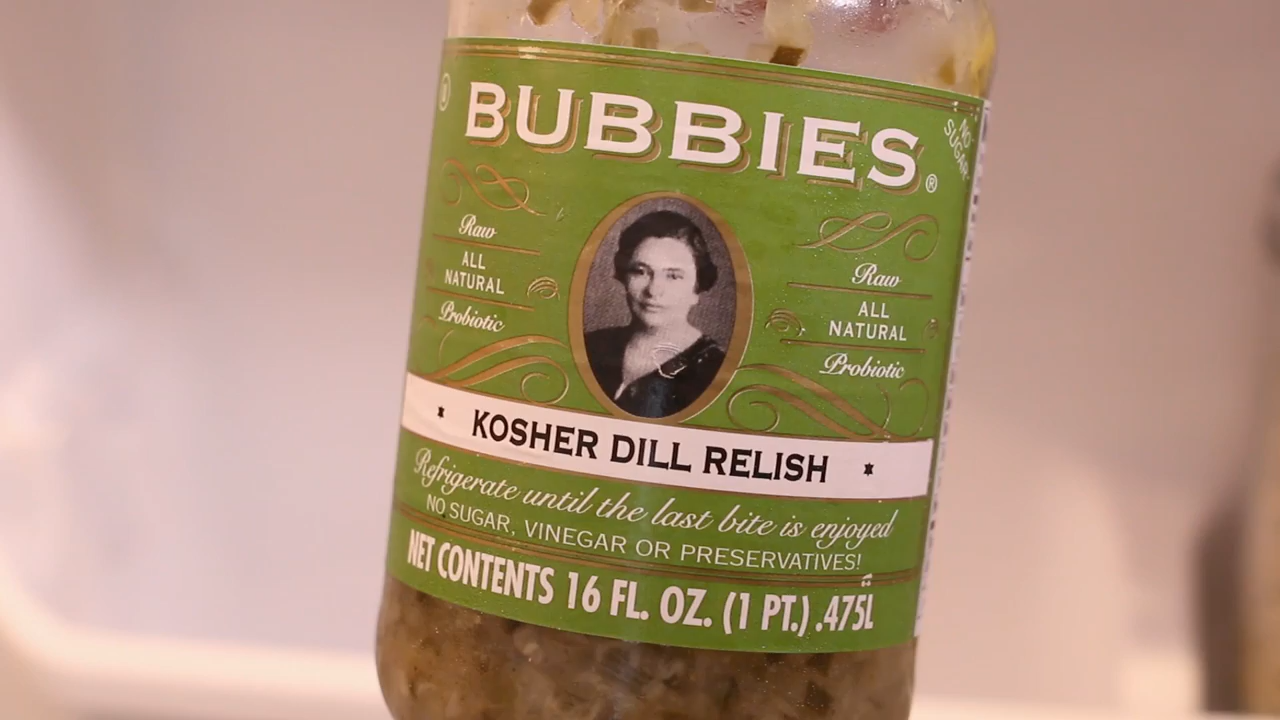 BUBBIES®
NO SUGAR
Raw
ALL
NATURAL
Probiotic
Raw
ALL
NATURAL
Probiotic
KOSHER DILL RELISH
Refrigerate until the last bite is enjoyed
NO SUGAR, VINEGAR OR PRESERVATIVES!
NET CONTENTS 16 FL. OZ. (1 PT.) .475L